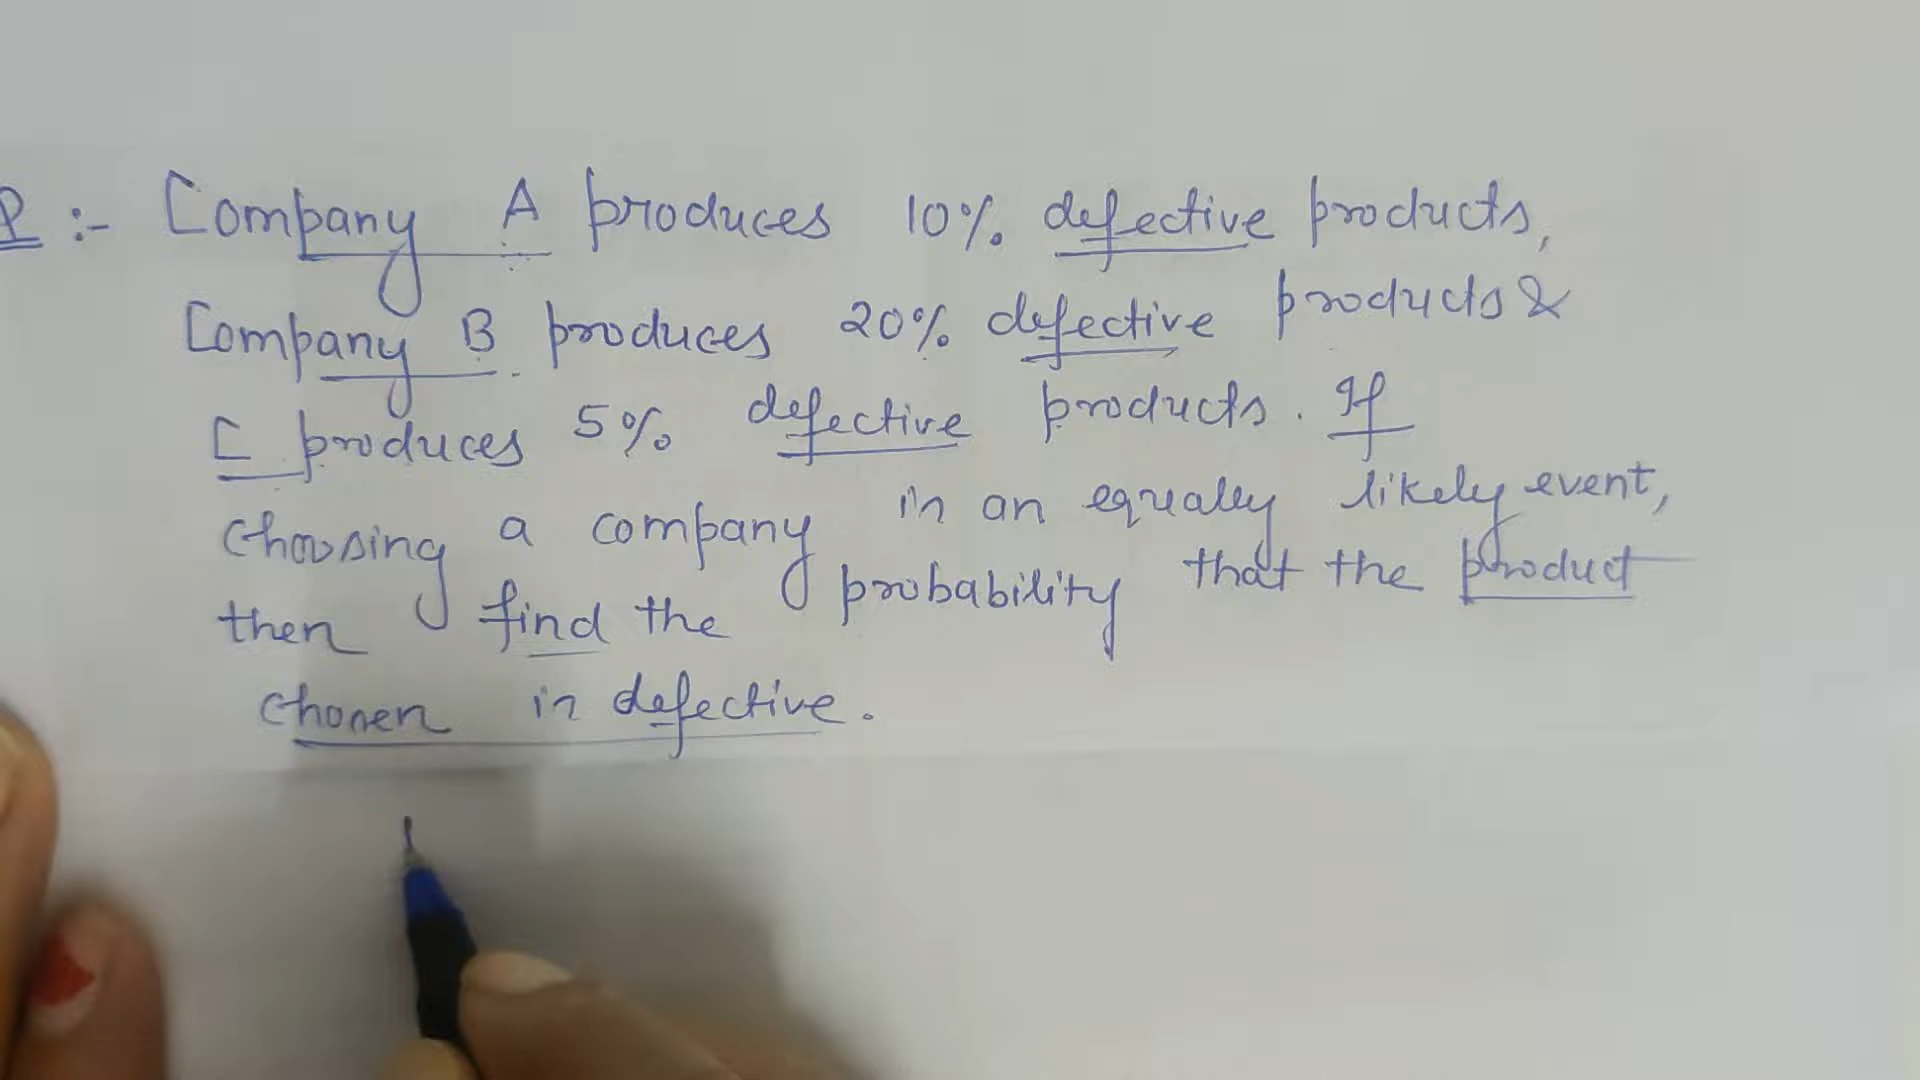 Q :- Company A produces 10% defective products,
Company B produces 20% defective products &
C produces 5% defective products. If
choosing a company in an equally likely event,
then find the probability that the product
chosen is defective.